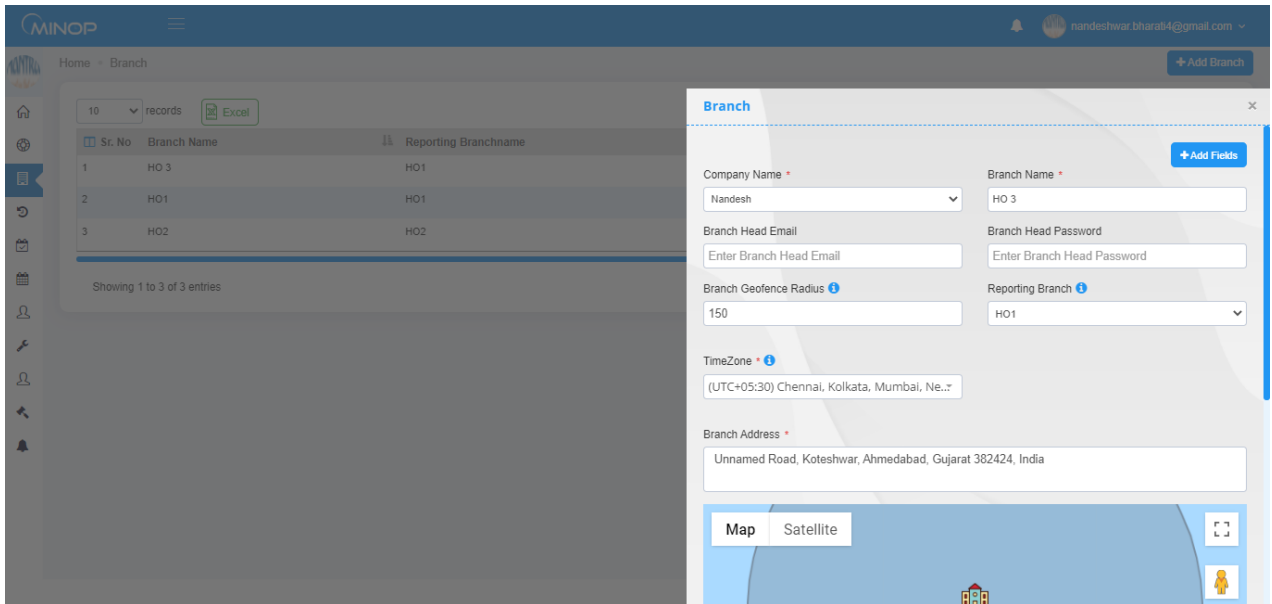 MINOP
nandeshwar.bharati4@gmail.com
Home Branch
+ Add Branch
10 records Excel
Sr. No Branch Name Reporting Branchname
1 HO 3 HO1
2 HO1 HO1
3 HO2 HO2
Showing 1 to 3 of 3 entries
Branch ×
+ Add Fields
Company Name * Branch Name *
Nandesh HO 3
Branch Head Email Branch Head Password
Enter Branch Head Email Enter Branch Head Password
Branch Geofence Radius Reporting Branch
150 HO1
TimeZone *
(UTC+05:30) Chennai, Kolkata, Mumbai, Ne...
Branch Address *
Unnamed Road, Koteshwar, Ahmedabad, Gujarat 382424, India
Map Satellite